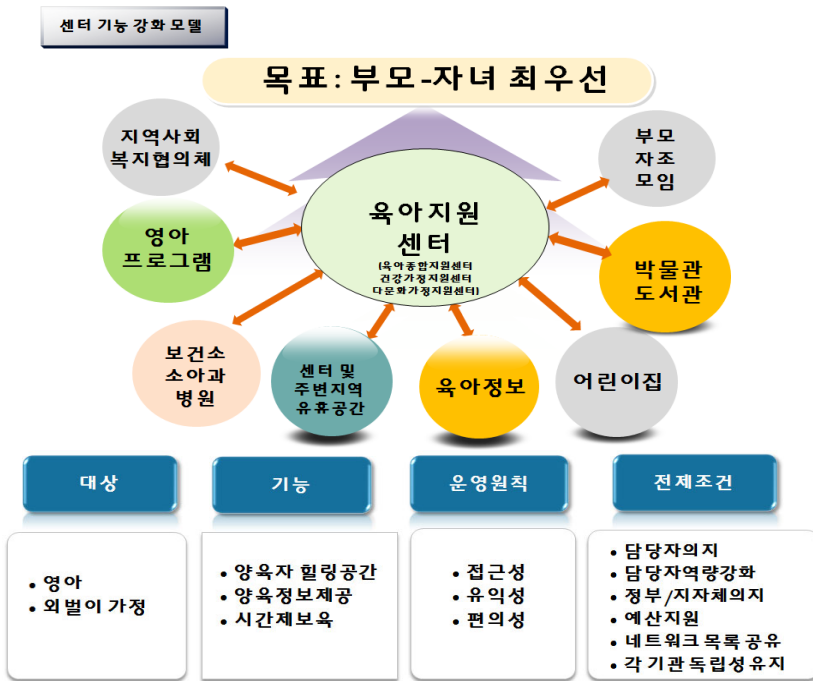 센터 기능 강화 모델
목표: 부모-자녀 최우선
지역사회
복지협의체
부모
자조
모임
육아지원
센터
(육아종합지원센터
건강가정지원센터
다문화가정지원센터)
영아
프로그램
박물관
도서관
보건소
소아과
병원
센터 및
주변지역
유휴공간
육아정보
어린이집
대상
기능
운영원칙
전제조건
• 영아
• 외벌이 가정
• 양육자 힐링공간
• 양육정보제공
• 시간제보육
• 접근성
• 유익성
• 편의성
• 담당자의지
• 담당자역량강화
• 정부/지자체의지
• 예산지원
• 네트워크 목록 공유
• 각 기관 독립성유지